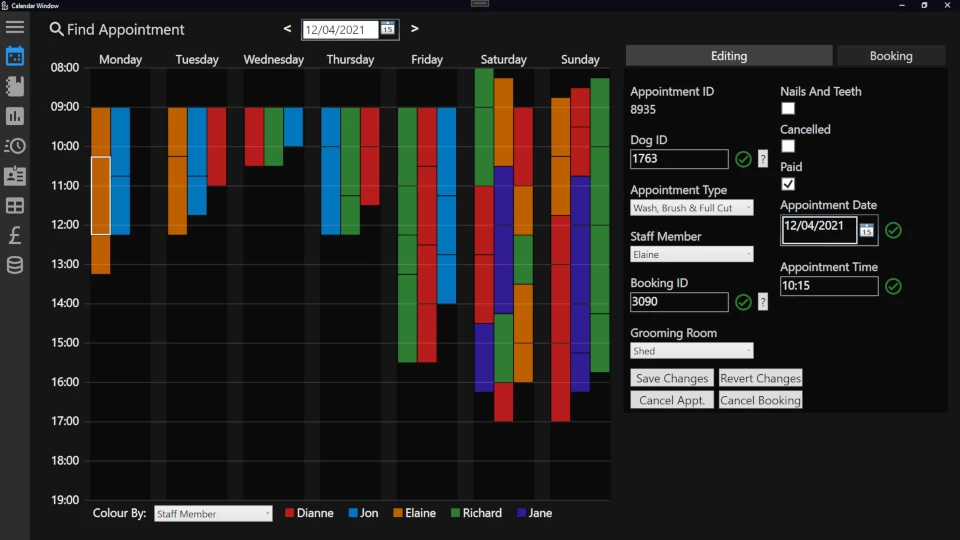 Calendar Window
Find Appointment
< 12/04/2021 15 >
Monday Tuesday Wednesday Thursday Friday Saturday Sunday
08:00
09:00
10:00
11:00
12:00
13:00
14:00
15:00
16:00
17:00
18:00
19:00
Colour By: Staff Member Dianne Jon Elaine Richard Jane
Editing Booking
Appointment ID
8935
Dog ID
1763 ?
Appointment Type
Wash, Brush & Full Cut
Staff Member
Elaine
Booking ID
3090 ?
Grooming Room
Shed
Nails And Teeth
Cancelled
Paid
Appointment Date
12/04/2021 15
Appointment Time
10:15
Save Changes Revert Changes
Cancel Appt. Cancel Booking